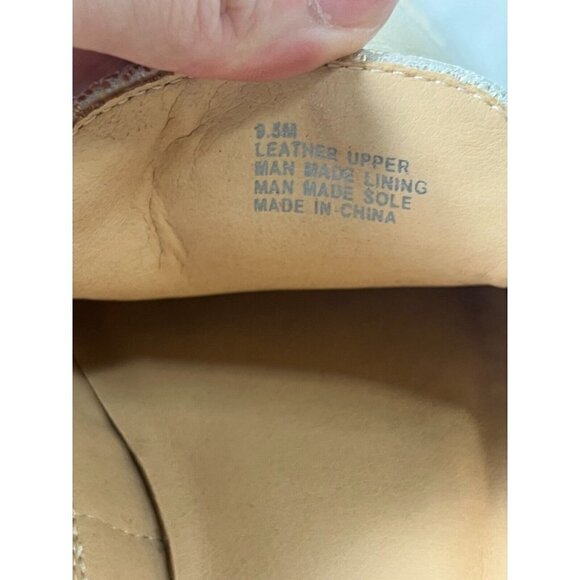 9.5M
LEATHER UPPER
MAN MADE LINING
MAN MADE SOLE
MADE IN CHINA